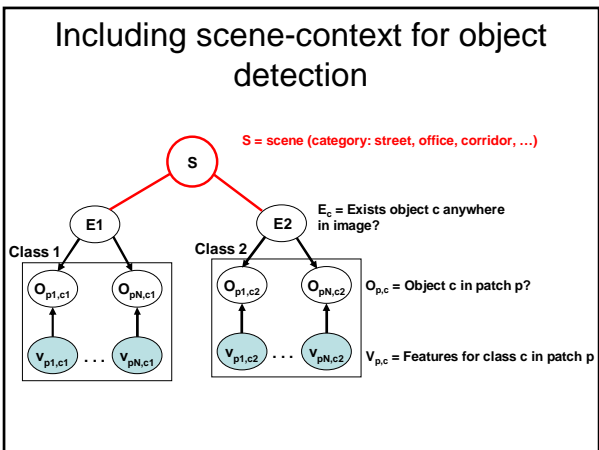 Including scene-context for object
detection
S = scene (category: street, office, corridor, …)
S
E1
E2
E_c = Exists object c anywhere
in image?
Class 1
Class 2
O_p1,c1
O_pN,c1
O_p1,c2
O_pN,c2
O_p,c = Object c in patch p?
v_p1,c1 . . . v_pN,c1
v_p1,c2 . . . v_pN,c2
V_p,c = Features for class c in patch p